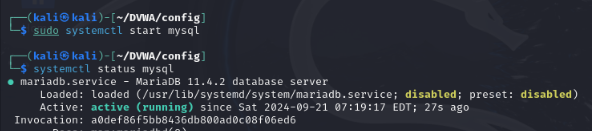 ┌──(kali㉿kali)-[~/DVWA/config]
└─$ sudo systemctl start mysql
┌──(kali㉿kali)-[~/DVWA/config]
└─$ systemctl status mysql
● mariadb.service - MariaDB 11.4.2 database server
Loaded: loaded (/usr/lib/systemd/system/mariadb.service; disabled; preset: disabled)
Active: active (running) since Sat 2024-09-21 07:19:17 EDT; 27s ago
Invocation: a0def86f5bb8436db800ad0c08f06ed6